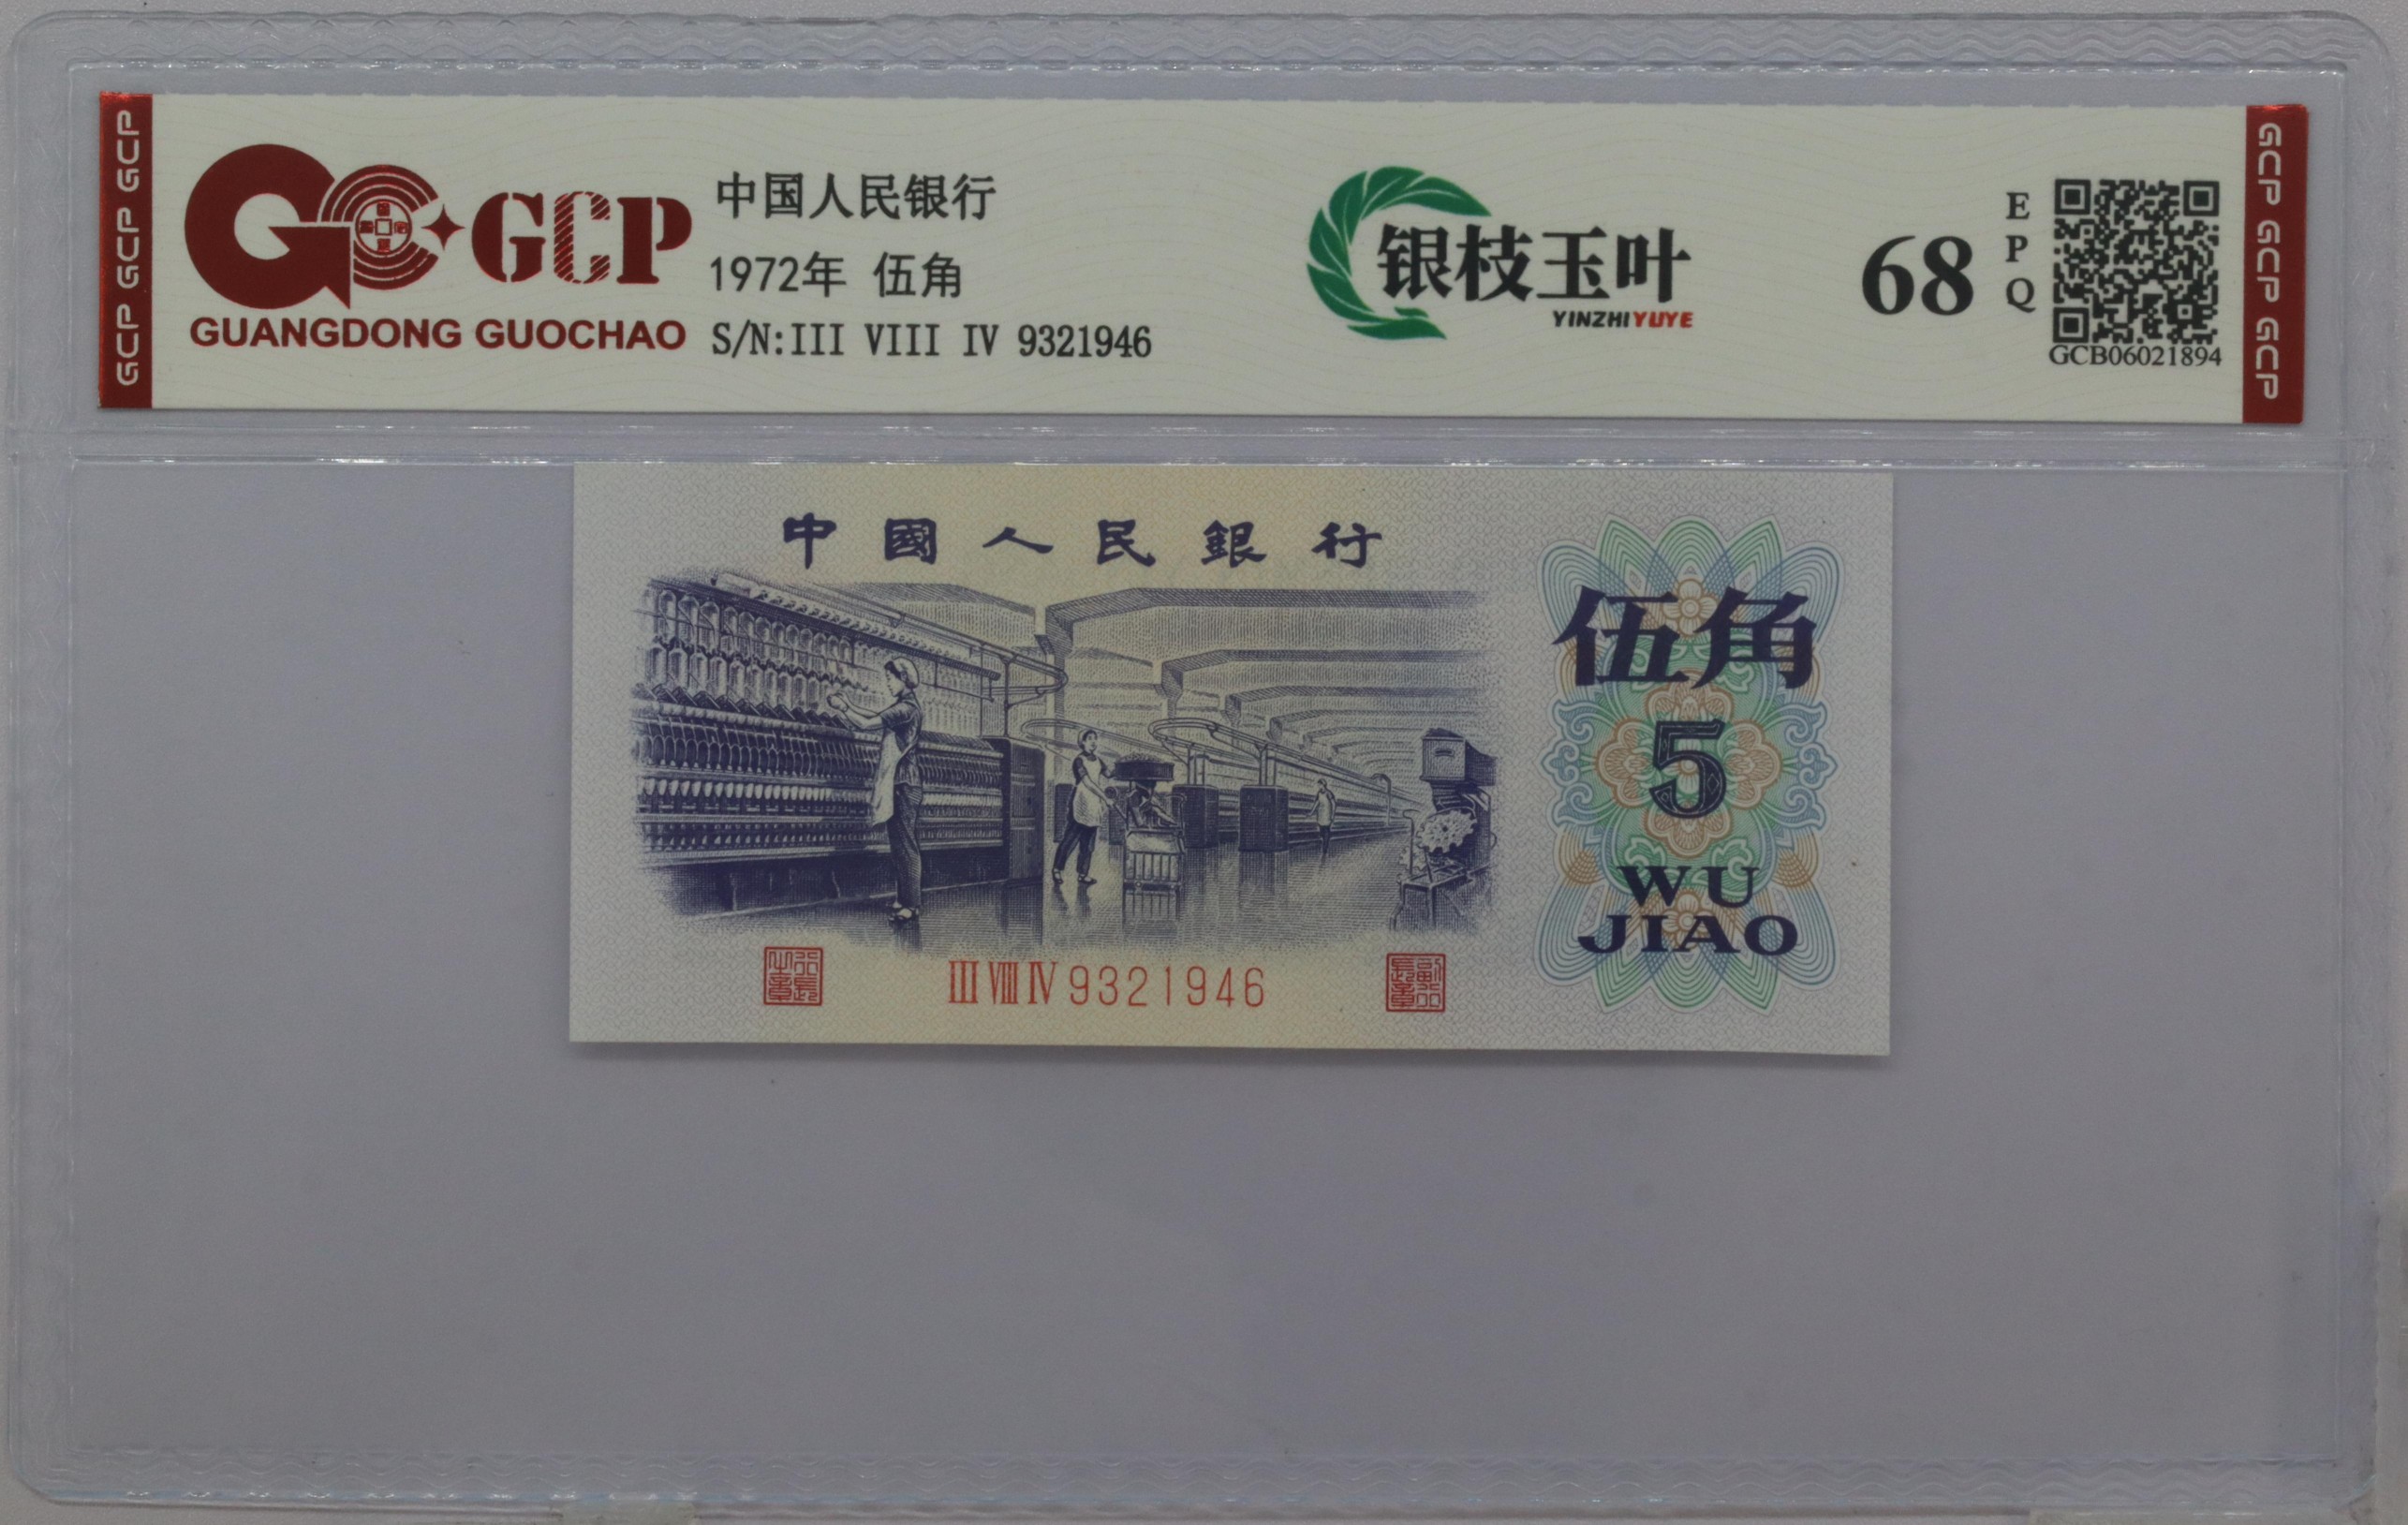 GCP GCP GCP
GCP
中国人民银行
1972年 伍角
GUANGDONG GUOCHAO
S/N:III VIII IV 9321946
银枝玉叶
YINZHIYUYE
68
E
P
Q
GCB06021894
GCP GCP GCP
中國人民銀行
伍角
5
WU
JIAO
III VIII IV 9321946